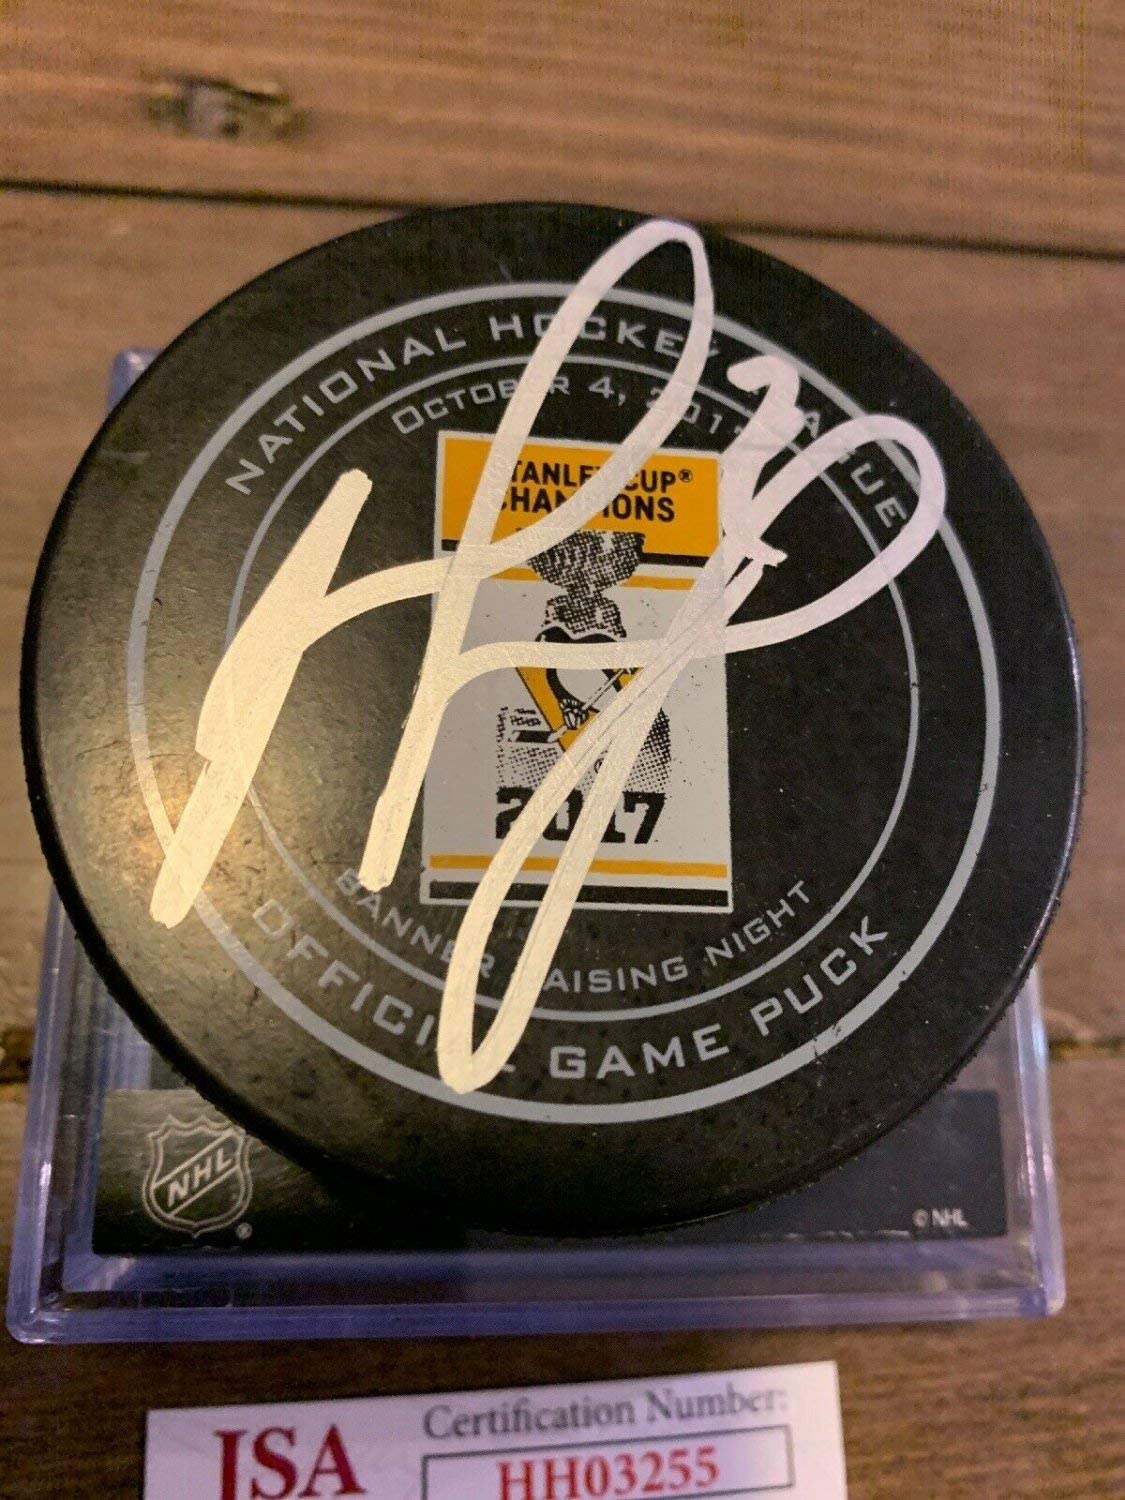 NATIONAL HOCKEY LEAGUE
OCTOBER 4, 2017
STANLEY CUP®
CHAMPIONS
2017
BANNER RAISING NIGHT
OFFICIAL GAME PUCK
NHL
®
© NHL
JSA
Certification Number:
HH03255